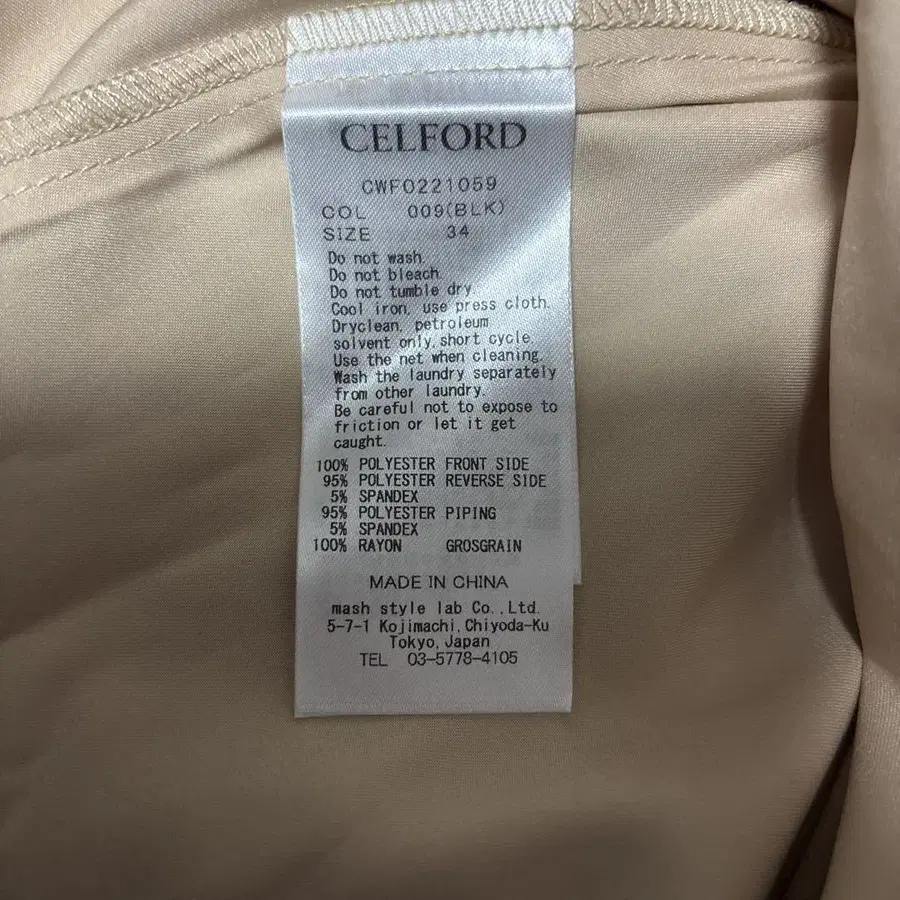 CELFORD
CWF0221059
COL 009(BLK)
SIZE 34
Do not wash.
Do not bleach.
Do not tumble dry.
Cool iron, use press cloth.
Dryclean, petroleum
solvent only, short cycle.
Use the net when cleaning.
Wash the laundry separately
from other laundry.
Be careful not to expose to
friction or let it get
caught.
100% POLYESTER FRONT SIDE
95% POLYESTER REVERSE SIDE
5% SPANDEX
95% POLYESTER PIPING
5% SPANDEX
100% RAYON GROSGRAIN
MADE IN CHINA
mash style lab Co., Ltd.
5-7-1 Kojimachi, Chiyoda-Ku
Tokyo, Japan
TEL 03-5778-4105